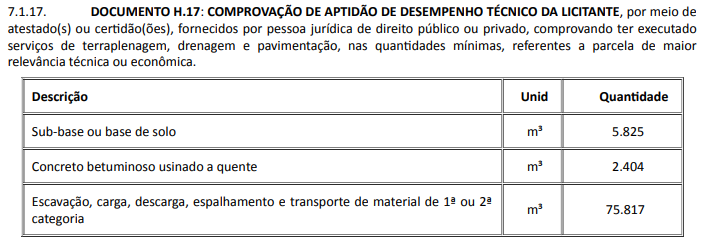 7.1.17. DOCUMENTO H.17: COMPROVAÇÃO DE APTIDÃO DE DESEMPENHO TÉCNICO DA LICITANTE, por meio de
atestado(s) ou certidão(ões), fornecidos por pessoa jurídica de direito público ou privado, comprovando ter executado
serviços de terraplenagem, drenagem e pavimentação, nas quantidades mínimas, referentes a parcela de maior
relevância técnica ou econômica.
Descrição Unid Quantidade
Sub-base ou base de solo m³ 5.825
Concreto betuminoso usinado a quente m³ 2.404
Escavação, carga, descarga, espalhamento e transporte de material de 1ª ou 2ª
categoria m³ 75.817